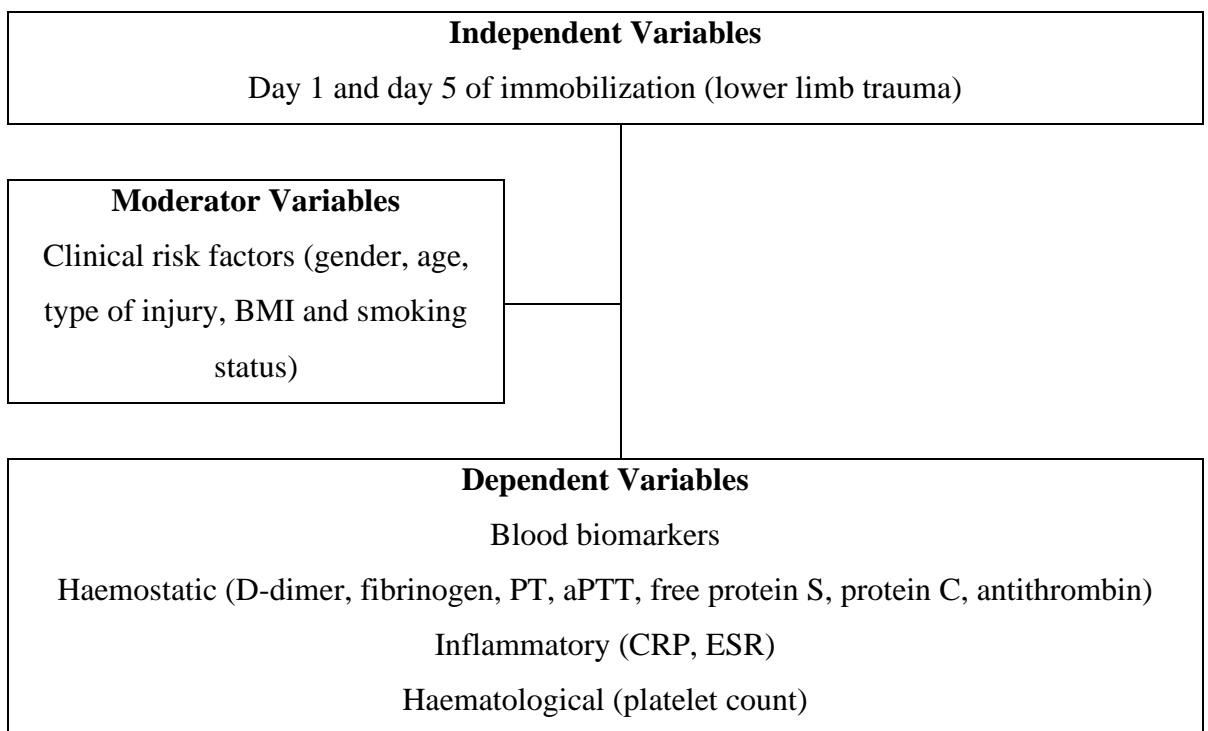 Independent Variables
Day 1 and day 5 of immobilization (lower limb trauma)
Moderator Variables
Clinical risk factors (gender, age,
type of injury, BMI and smoking
status)
Dependent Variables
Blood biomarkers
Haemostatic (D-dimer, fibrinogen, PT, aPTT, free protein S, protein C, antithrombin)
Inflammatory (CRP, ESR)
Haematological (platelet count)